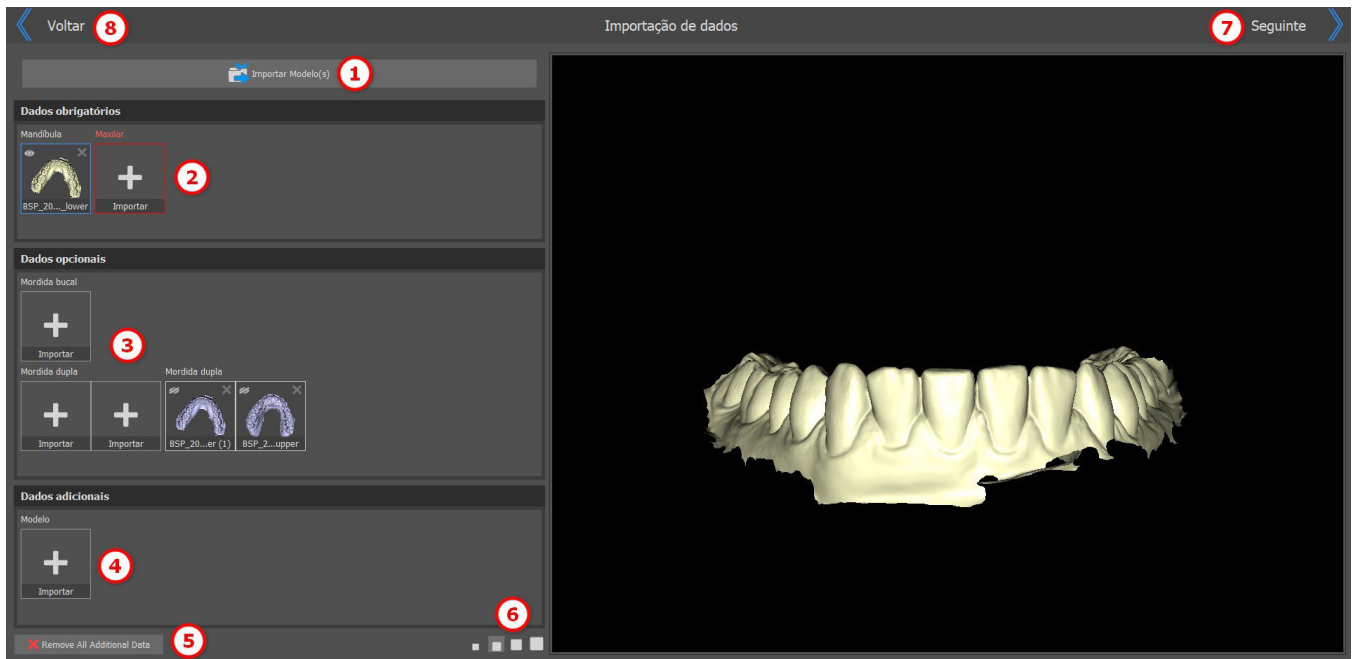 Voltar 8
Importação de dados
7 Seguinte
Importar Modelo(s) 1
Dados obrigatórios
Mandíbula Maxilar
2
BSP_20..._lower Importar
Dados opcionais
Mordida bucal
Importar
3
Mordida dupla Mordida dupla
Importar Importar BSP_20...er (1) BSP_2...upper
Dados adicionais
Modelo
4
Importar
6
Remove All Additional Data 5